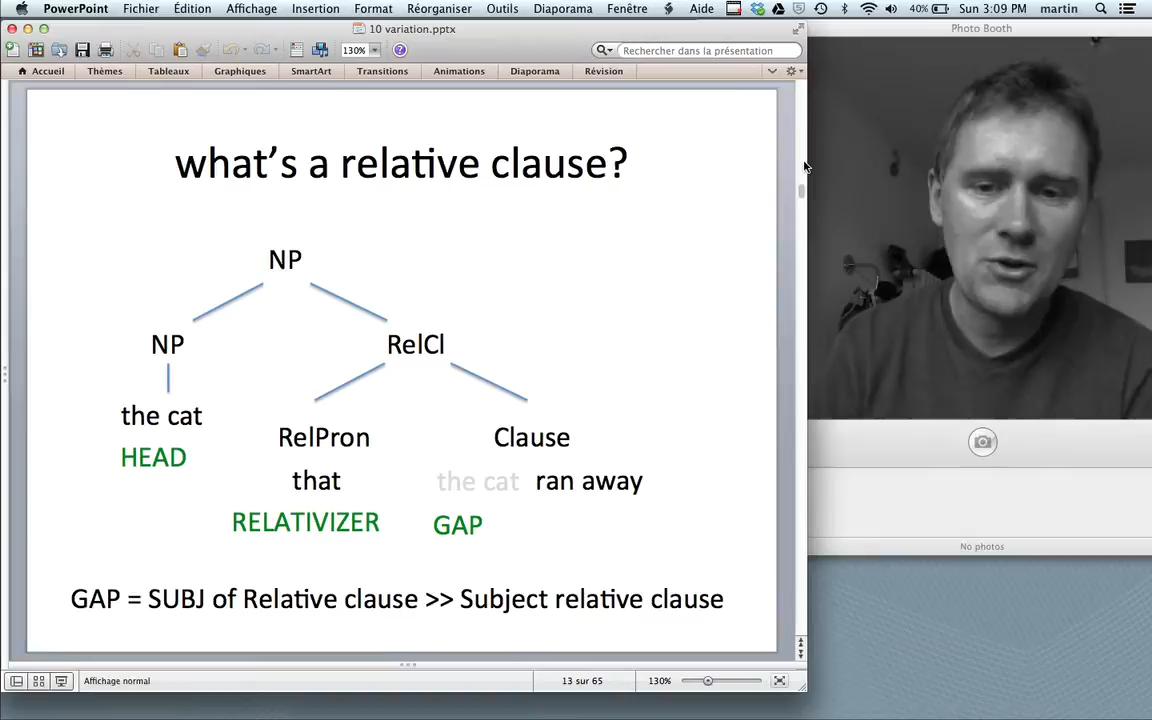 PowerPoint Fichier Édition Affichage Insertion Format Réorganiser Outils Diaporama Fenêtre Aide 40% Sun 3:09 PM martin
10 variation.pptx
Photo Booth
130% Rechercher dans la présentation
Accueil Thèmes Tableaux Graphiques SmartArt Transitions Animations Diaporama Révision
what's a relative clause?
NP
NP RelCl
the cat
HEAD
RelPron Clause
that the cat ran away
RELATIVIZER GAP
No photos
GAP = SUBJ of Relative clause >> Subject relative clause
Affichage normal 13 sur 65 130%